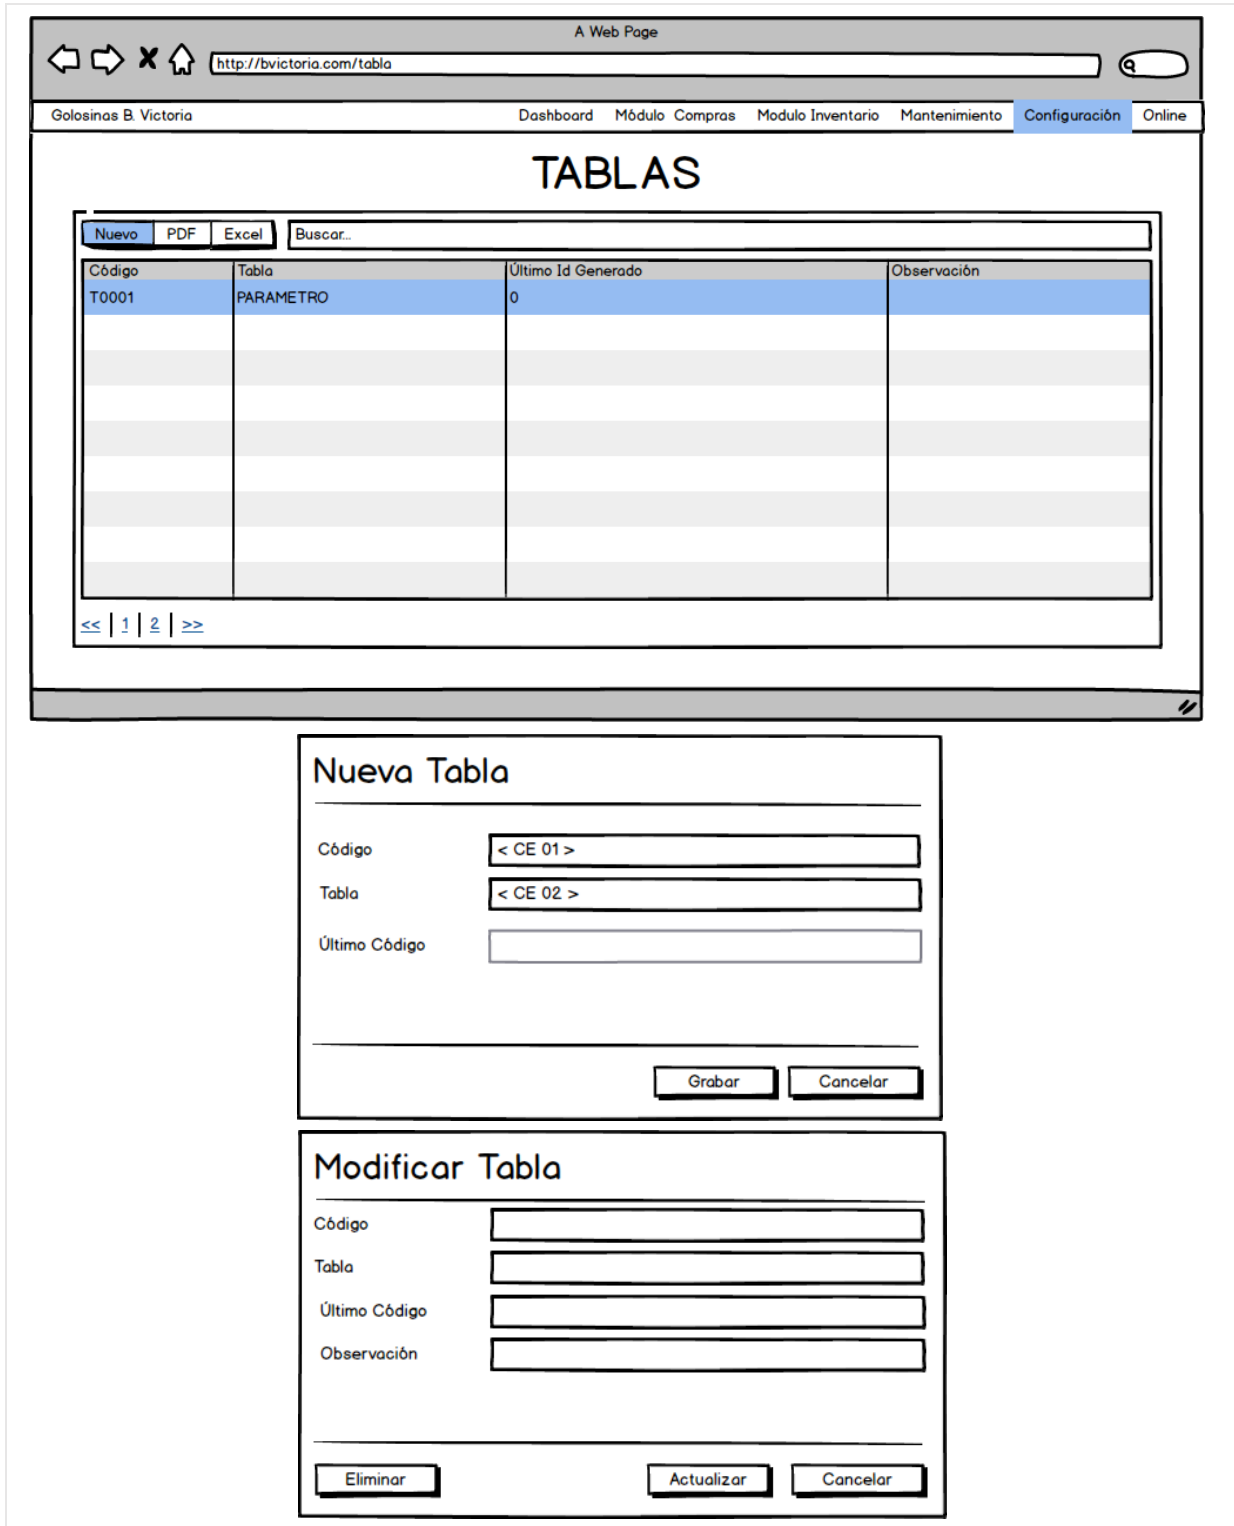 A Web Page
http://bvictoria.com/tabla
Golosinas B. Victoria Dashboard Módulo Compras Modulo Inventario Mantenimiento Configuración Online
TABLAS
Nuevo PDF Excel Buscar...
Código Tabla Último Id Generado Observación
T0001 PARAMETRO 0
<< 1 2 >>
Nueva Tabla
Código < CE 01 >
Tabla < CE 02 >
Último Código
Grabar Cancelar
Modificar Tabla
Código
Tabla
Último Código
Observación
Eliminar Actualizar Cancelar